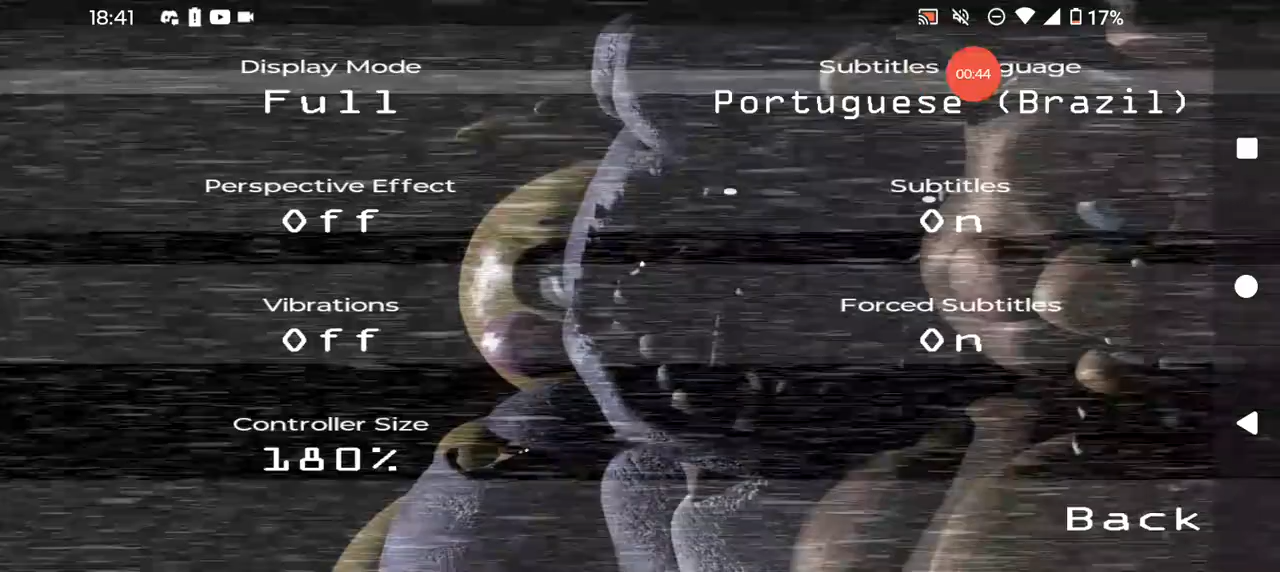 18:41
17%
00:44
Display Mode
Full
Perspective Effect
Off
Vibrations
Off
Controller Size
180%
Subtitles guage
Portuguese (Brazil)
Subtitles
On
Forced Subtitles
On
Back